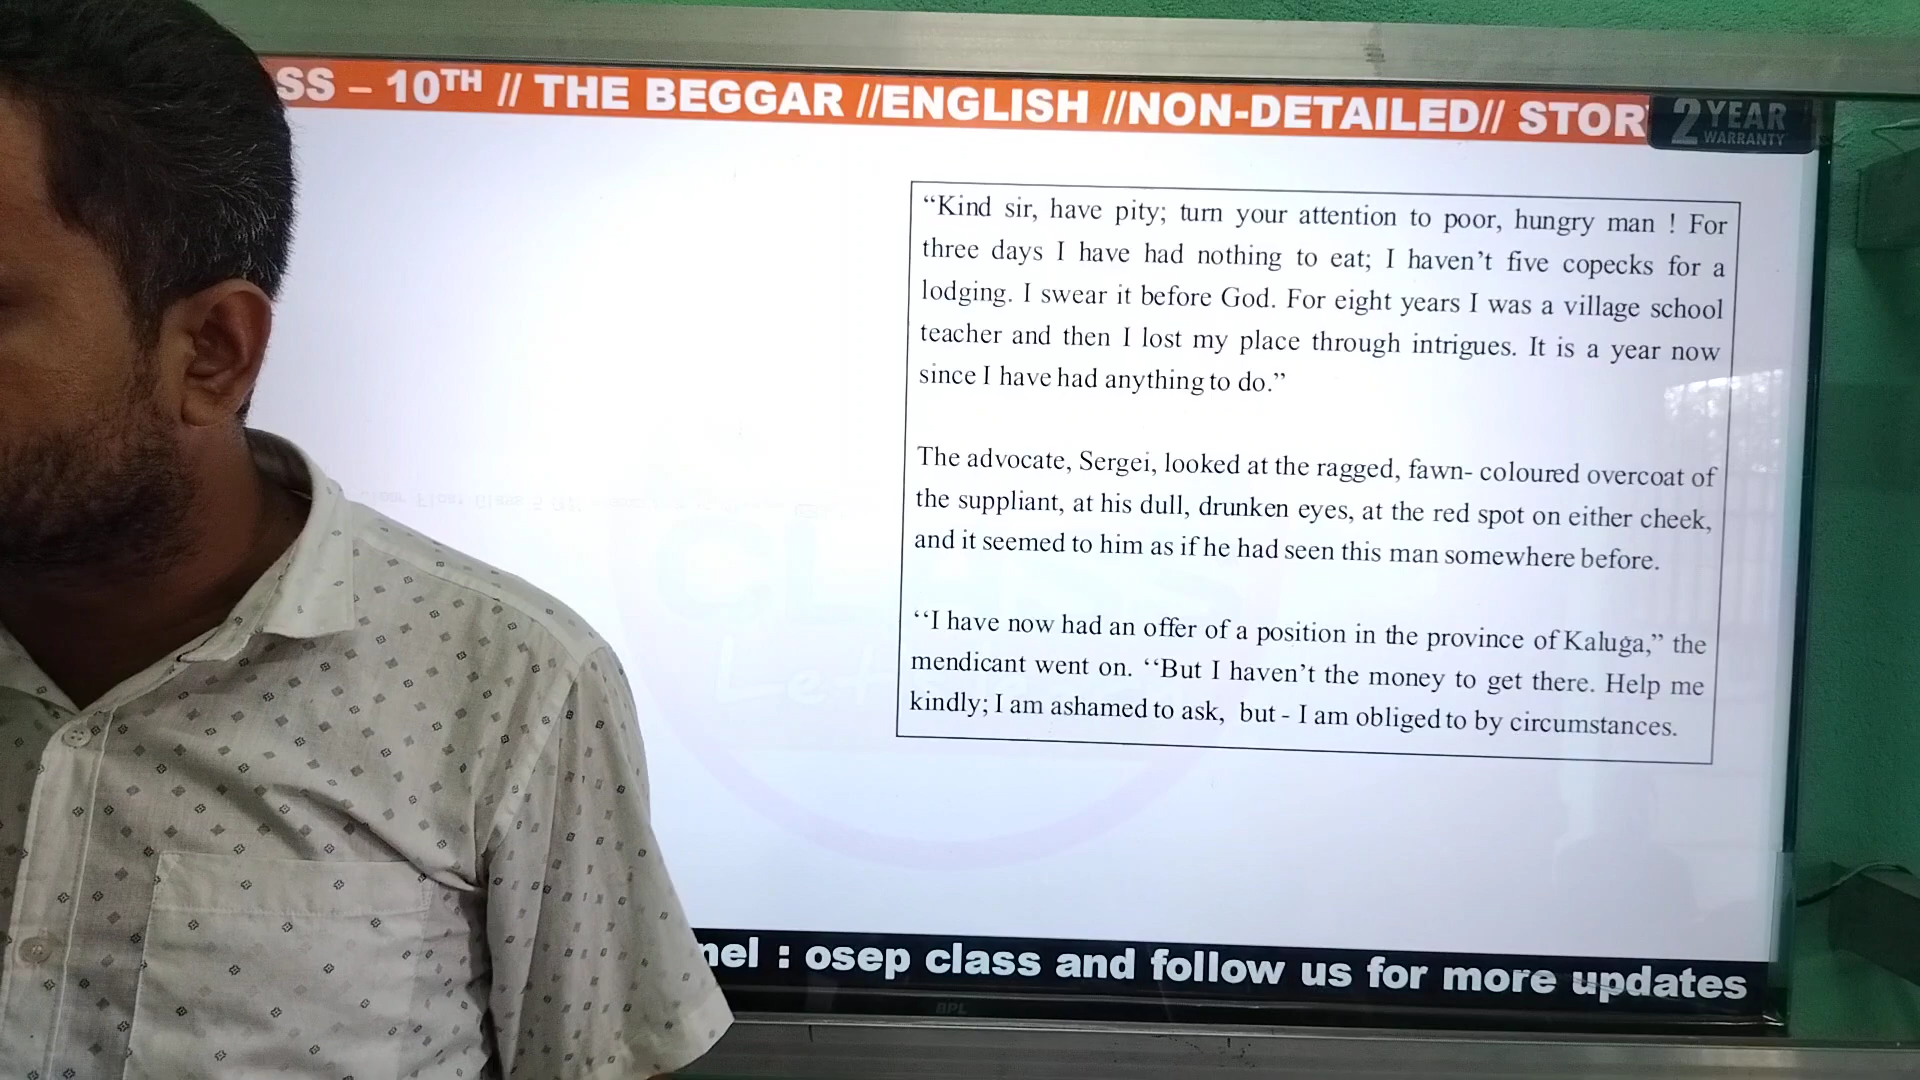 SS – 10TH // THE BEGGAR //ENGLISH //NON-DETAILED// STOR
2 YEAR
WARRANTY
“Kind sir, have pity; turn your attention to poor, hungry man ! For
three days I have had nothing to eat; I haven’t five copecks for a
lodging. I swear it before God. For eight years I was a village school
teacher and then I lost my place through intrigues. It is a year now
since I have had anything to do.”
The advocate, Sergei, looked at the ragged, fawn- coloured overcoat of
the suppliant, at his dull, drunken eyes, at the red spot on either cheek,
and it seemed to him as if he had seen this man somewhere before.
‘‘I have now had an offer of a position in the province of Kaluga,” the
mendicant went on. ‘‘But I haven’t the money to get there. Help me
kindly; I am ashamed to ask, but - I am obliged to by circumstances.
nel : osep class and follow us for more updates
BPL